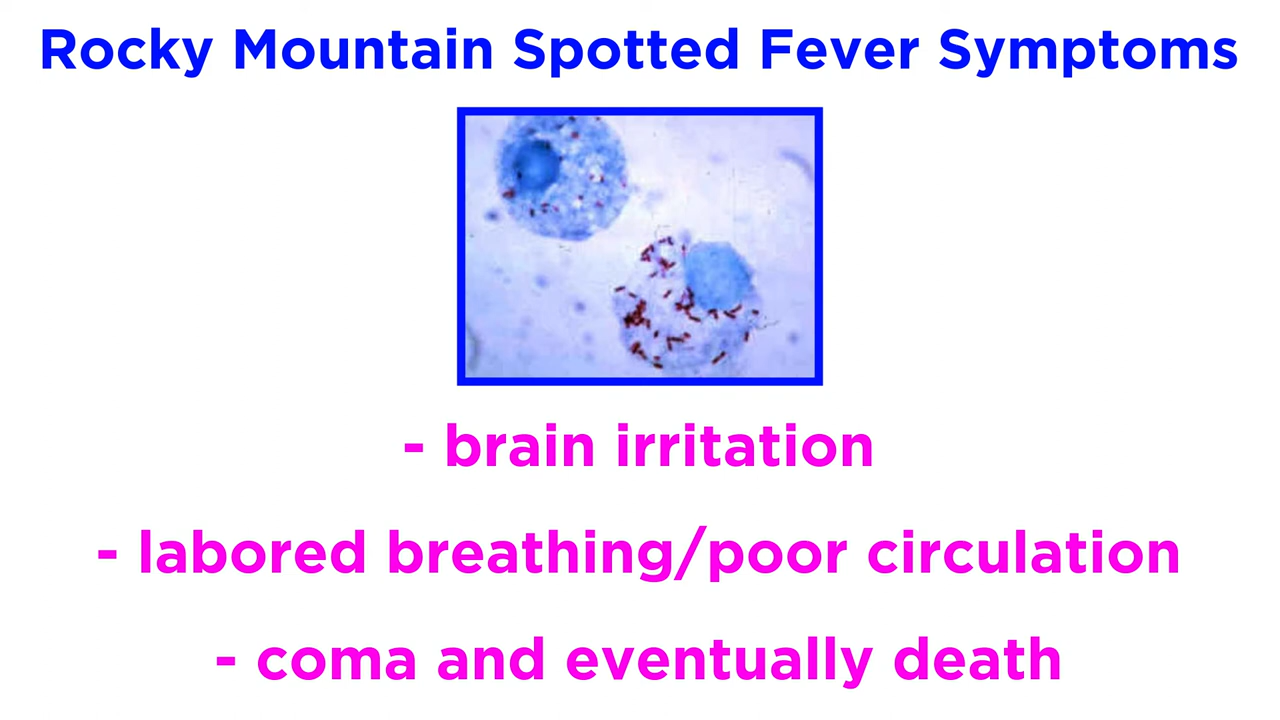 Rocky Mountain Spotted Fever Symptoms
- brain irritation
- labored breathing/poor circulation
- coma and eventually death